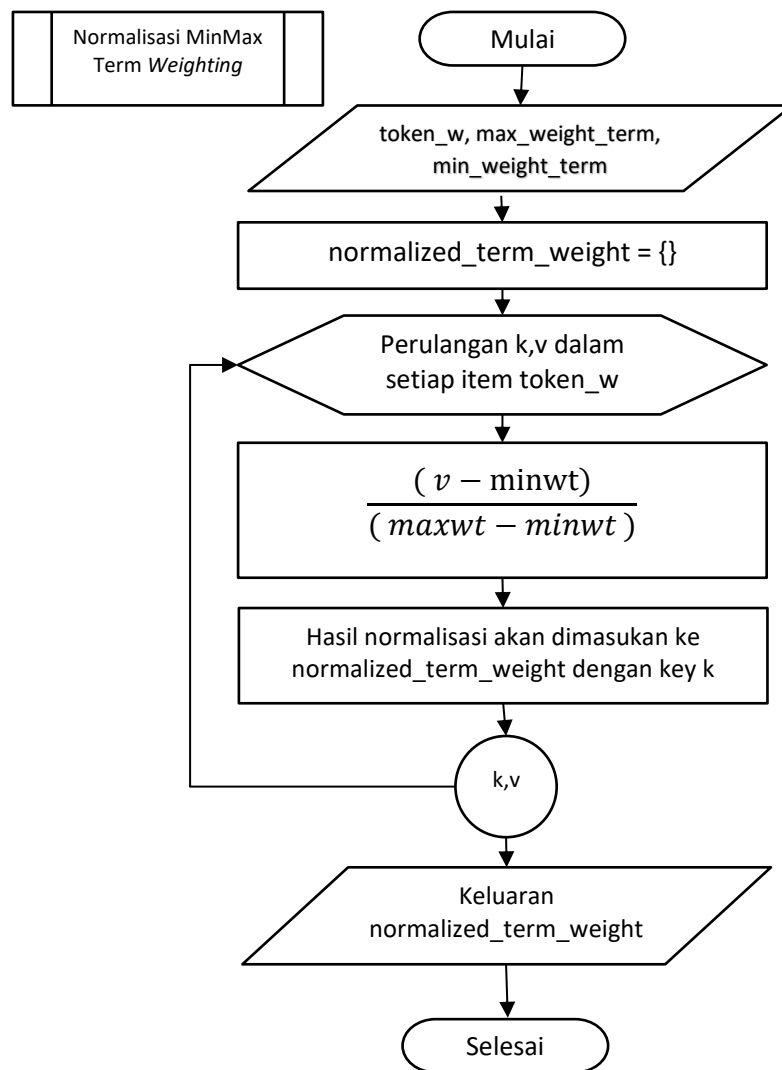 Normalisasi MinMax
Term Weighting
Mulai
token_w, max_weight_term,
min_weight_term
normalized_term_weight = {}
Perulangan k,v dalam
setiap item token_w
( v − minwt)
( maxwt − minwt )
Hasil normalisasi akan dimasukan ke
normalized_term_weight dengan key k
k,v
Keluaran
normalized_term_weight
Selesai